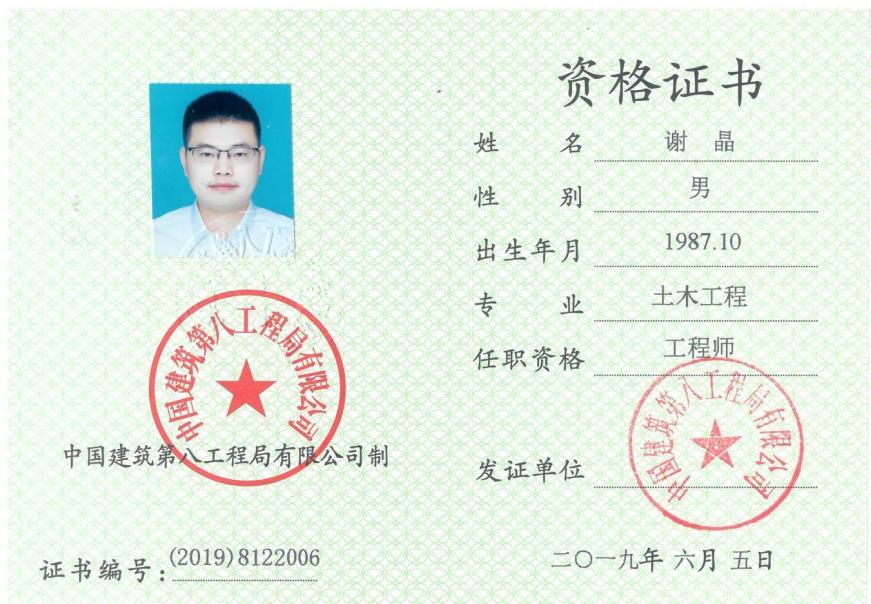 中国建筑第八工程局有限公司
中国建筑第八工程局有限公司制
证书编号:(2019)8122006
资格证书
姓名 谢晶
性别 男
出生年月 1987.10
专业 土木工程
任职资格 工程师
发证单位 中国建筑第八工程局有限公司
二〇一九年六月五日